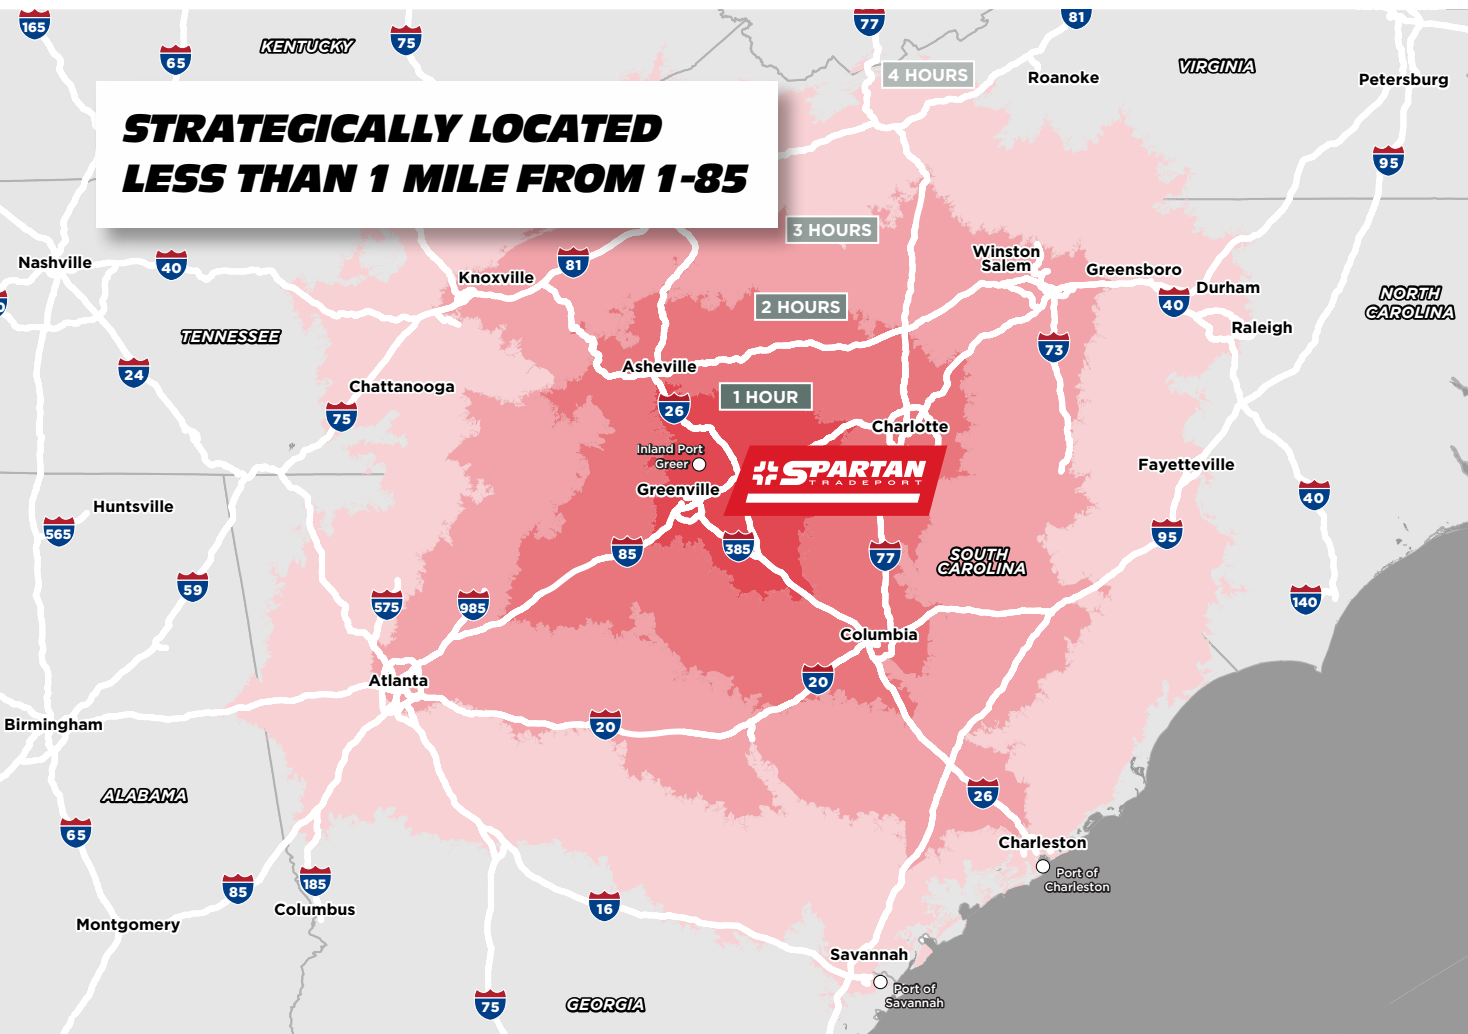 165
65
KENTUCKY
75
77
81
4 HOURS
Roanoke
VIRGINIA
Petersburg
95
STRATEGICALLY LOCATED
LESS THAN 1 MILE FROM 1-85
3 HOURS
Nashville
40
Knoxville
81
Winston
Salem
Greensboro
Durham
40
Raleigh
NORTH
CAROLINA
2 HOURS
TENNESSEE
24
73
Asheville
Chattanooga
75
26
1 HOUR
Charlotte
Inland Port
Greer
Greenville
SPARTAN
TRADEPORT
Fayetteville
40
Huntsville
565
85
385
77
SOUTH
CAROLINA
95
59
575
985
140
Columbia
Atlanta
20
20
Birmingham
ALABAMA
26
65
Charleston
Port of
Charleston
85
185
Columbus
16
Montgomery
Savannah
Port of
Savannah
75
GEORGIA